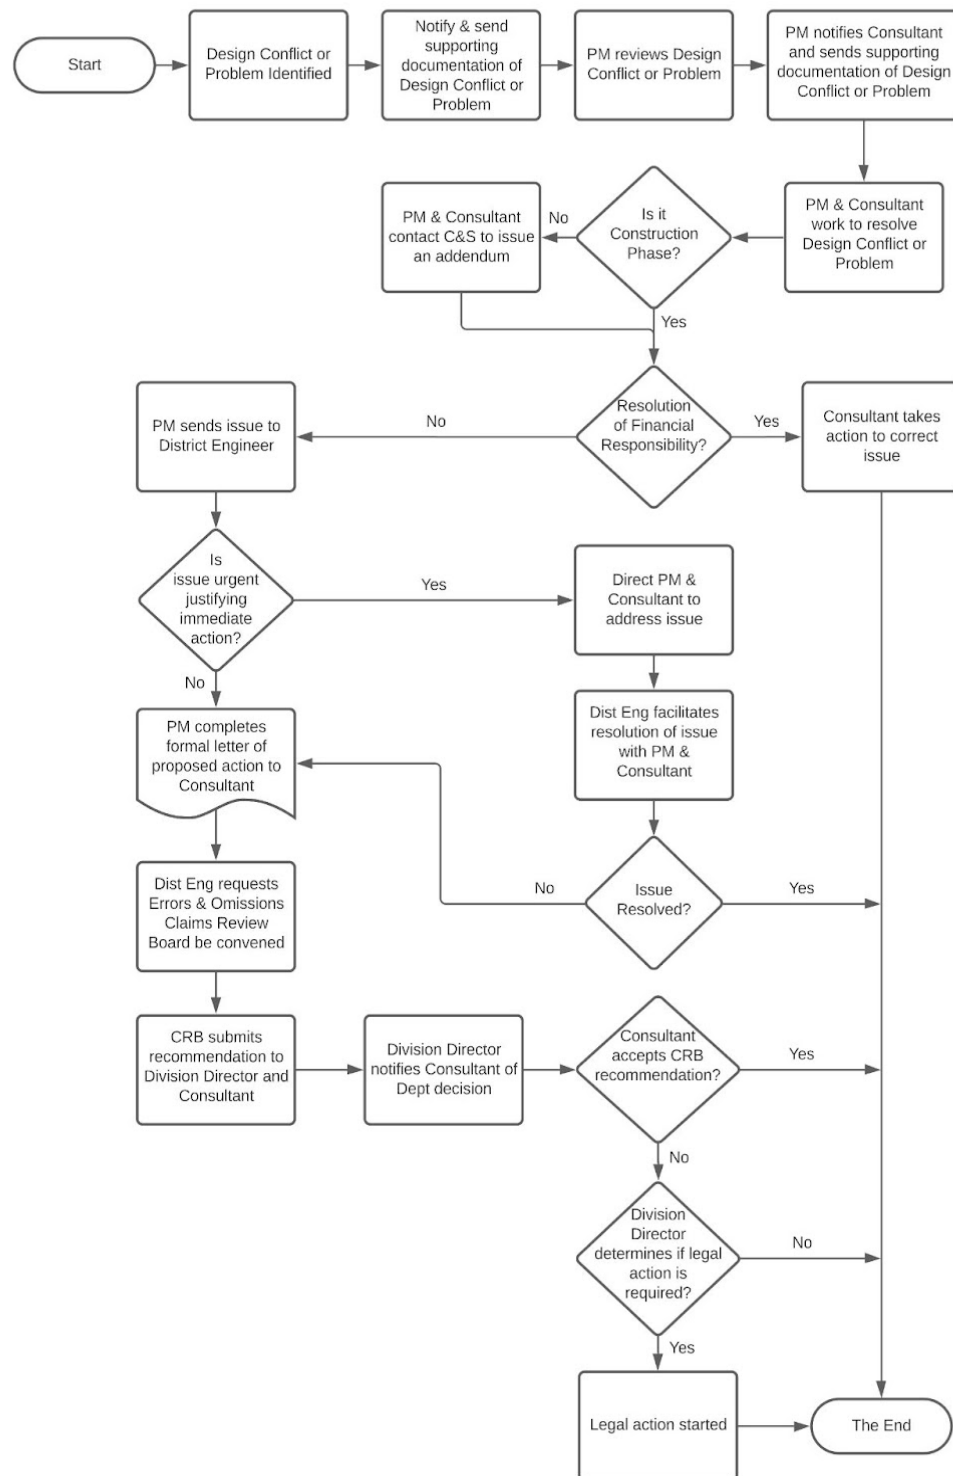 Start
Design Conflict or
Problem Identified
Notify & send
supporting
documentation of
Design Conflict or
Problem
PM reviews Design
Conflict or Problem
PM notifies Consultant
and sends supporting
documentation of Design
Conflict or Problem
PM & Consultant
work to resolve
Design Conflict or
Problem
Is it
Construction
Phase?
No
PM & Consultant
contact C&S to issue
an addendum
Yes
Resolution
of Financial
Responsibility?
Yes
Consultant takes
action to correct
issue
No
PM sends issue to
District Engineer
Is
issue urgent
justifying
immediate
action?
Yes
Direct PM &
Consultant to
address issue
Dist Eng facilitates
resolution of issue
with PM &
Consultant
No
PM completes
formal letter of
proposed action to
Consultant
Issue
Resolved?
No
Yes
Dist Eng requests
Errors & Omissions
Claims Review
Board be convened
CRB submits
recommendation to
Division Director and
Consultant
Division Director
notifies Consultant of
Dept decision
Consultant
accepts CRB
recommendation?
Yes
No
Division
Director
determines if legal
action is
required?
No
Yes
Legal action started
The End